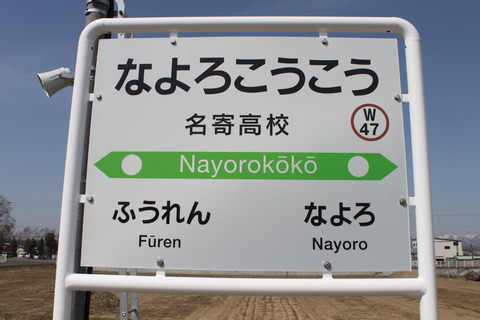 なよろこうこう
名寄高校
W
47
Nayorokōkō
ふうれん なよろ
Fūren Nayoro